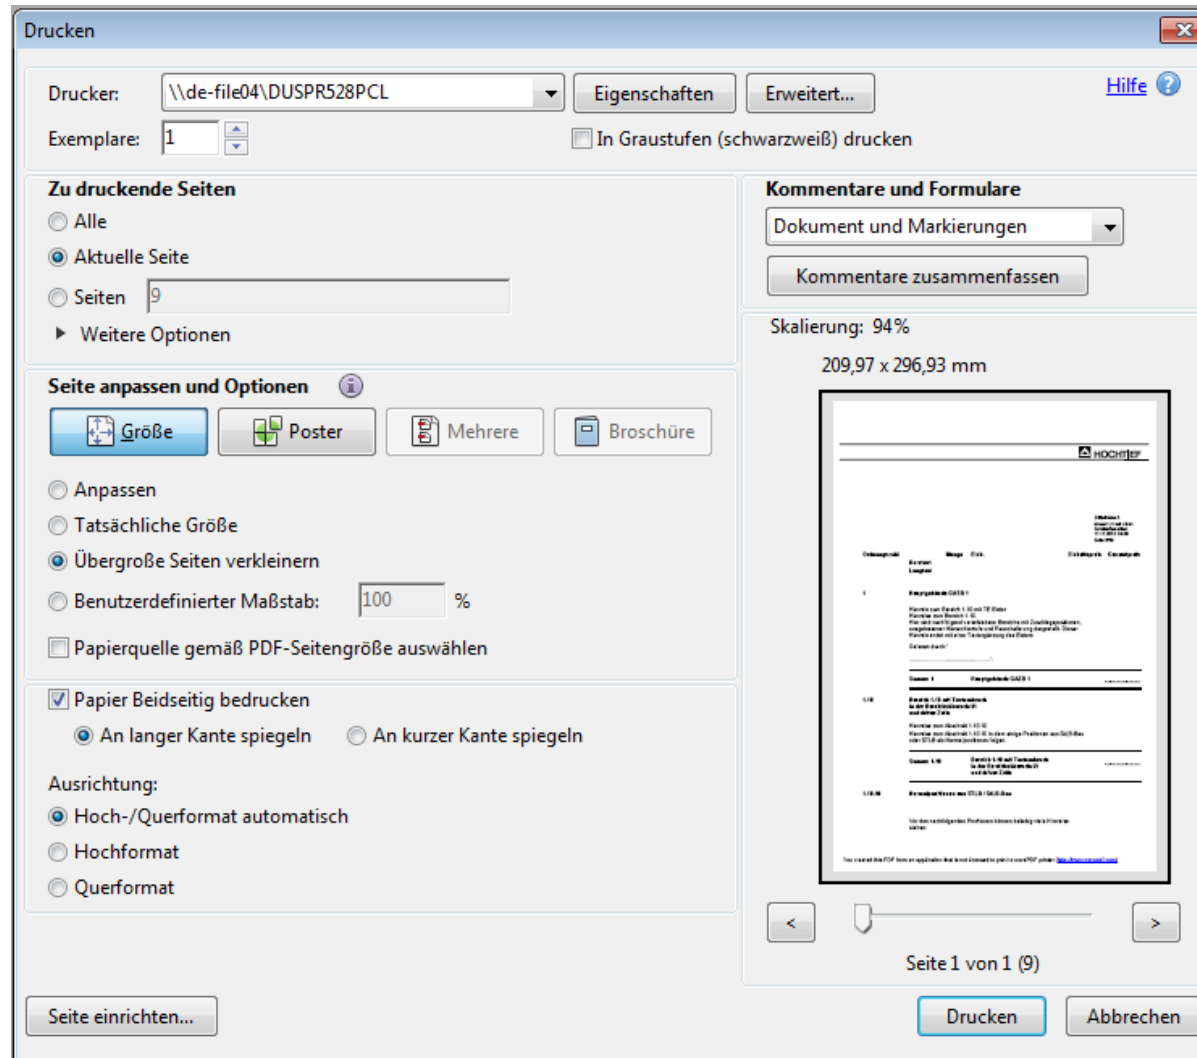 Drucken
Drucker: \\de-file04\DUSPR528PCL Eigenschaften Erweitert... Hilfe
Exemplare: 1 In Graustufen (schwarzweiß) drucken
Zu druckende Seiten
Alle
Aktuelle Seite
Seiten 9
Weitere Optionen
Kommentare und Formulare
Dokument und Markierungen
Kommentare zusammenfassen
Seite anpassen und Optionen
Größe Poster Mehrere Broschüre
Anpassen
Tatsächliche Größe
Übergroße Seiten verkleinern
Benutzerdefinierter Maßstab: 100 %
Papierquelle gemäß PDF-Seitengröße auswählen
Papier Beidseitig bedrucken
An langer Kante spiegeln An kurzer Kante spiegeln
Ausrichtung:
Hoch-/Querformat automatisch
Hochformat
Querformat
Skalierung: 94%
209,97 x 296,93 mm
HOCHTIEF
< >
Seite 1 von 1 (9)
Seite einrichten... Drucken Abbrechen